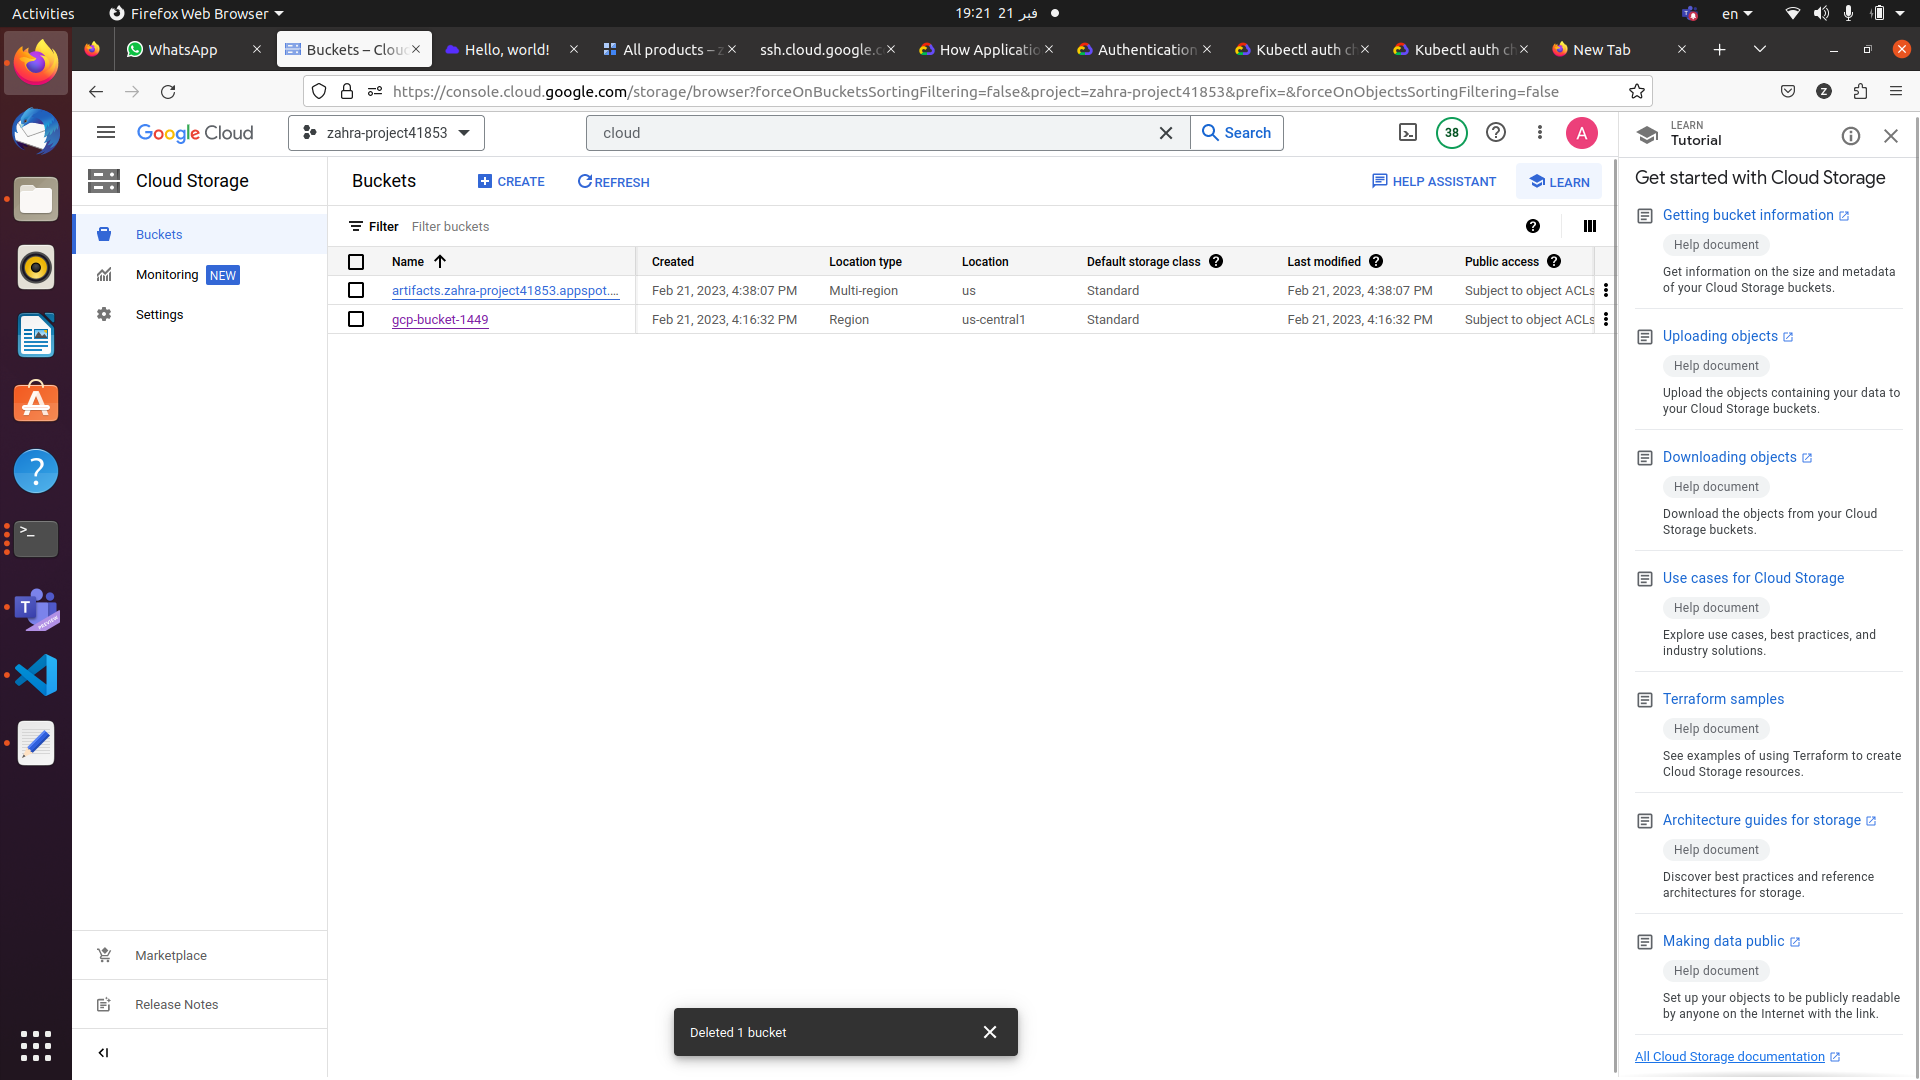 Activities
Firefox Web Browser
19:21 21 فبر
en
WhatsApp
Buckets – Clou
Hello, world!
All products – z
ssh.cloud.google.c
How Applicatio
Authentication
Kubectl auth ch
Kubectl auth ch
New Tab
https://console.cloud.google.com/storage/browser?forceOnBucketsSortingFiltering=false&project=zahra-project41853&prefix=&forceOnObjectsSortingFiltering=false
Z
Google Cloud
zahra-project41853
cloud
Search
38
A
LEARN
Tutorial
Cloud Storage
Buckets
Monitoring NEW
Settings
Marketplace
Release Notes
Buckets
CREATE
REFRESH
HELP ASSISTANT
LEARN
Filter Filter buckets
Name Created Location type Location Default storage class Last modified Public access
artifacts.zahra-project41853.appspot.... Feb 21, 2023, 4:38:07 PM Multi-region us Standard Feb 21, 2023, 4:38:07 PM Subject to object ACLs
gcp-bucket-1449 Feb 21, 2023, 4:16:32 PM Region us-central1 Standard Feb 21, 2023, 4:16:32 PM Subject to object ACLs
Deleted 1 bucket
Get started with Cloud Storage
Getting bucket information
Help document
Get information on the size and metadata
of your Cloud Storage buckets.
Uploading objects
Help document
Upload the objects containing your data to
your Cloud Storage buckets.
Downloading objects
Help document
Download the objects from your Cloud
Storage buckets.
Use cases for Cloud Storage
Help document
Explore use cases, best practices, and
industry solutions.
Terraform samples
Help document
See examples of using Terraform to create
Cloud Storage resources.
Architecture guides for storage
Help document
Discover best practices and reference
architectures for storage.
Making data public
Help document
Set up your objects to be publicly readable
by anyone on the Internet with the link.
All Cloud Storage documentation